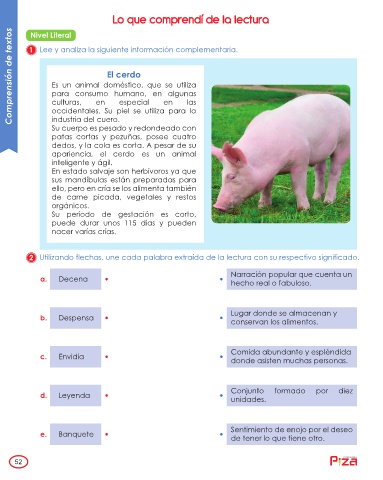 Lo que comprendí de la lectura
Comprensión de textos
Nivel Literal
1 Lee y analiza la siguiente información complementaria.
El cerdo
Es un animal doméstico, que se utiliza
para consumo humano, en algunas
culturas, en especial en las
occidentales. Su piel se utiliza para la
industria del cuero.
Su cuerpo es pesado y redondeado con
patas cortas y pezuñas, posee cuatro
dedos, y la cola es corta. A pesar de su
apariencia, el cerdo es un animal
inteligente y ágil.
En estado salvaje son herbívoros ya que
sus mandíbulas están preparadas para
ello, pero en cría se los alimenta también
de carne picada, vegetales y restos
orgánicos.
Su periodo de gestación es corto,
puede durar unos 115 días y pueden
nacer varias crías.
2 Utilizando flechas, une cada palabra extraída de la lectura con su respectivo significado.
a. Decena
Narración popular que cuenta un
hecho real o fabuloso.
b. Despensa
Lugar donde se almacenan y
conservan los alimentos.
c. Envidia
Comida abundante y espléndida
donde asisten muchas personas.
d. Leyenda
Conjunto formado por diez
unidades.
e. Banquete
Sentimiento de enojo por el deseo
de tener lo que tiene otro.
52